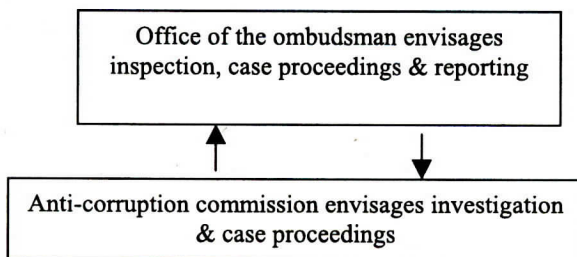 Office of the ombudsman envisages
inspection, case proceedings & reporting
Anti-corruption commission envisages investigation
& case proceedings